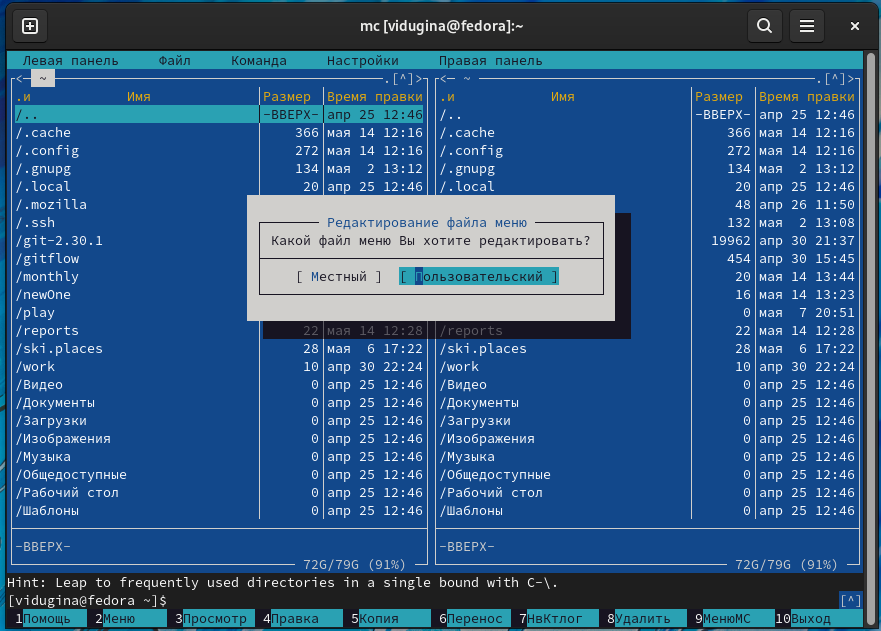 mc [vidugina@fedora]:~
Левая панель Файл Команда Настройки Правая панель
<─ ~ .[^]> <─ ~ .[^]>
.и Имя Размер Время правки .и Имя Размер Время правки
/.. -ВВЕРХ- апр 25 12:46 /.. -ВВЕРХ- апр 25 12:46
/.cache 366 мая 14 12:16 /.cache 366 мая 14 12:16
/.config 272 мая 14 12:16 /.config 272 мая 14 12:16
/.gnupg 134 мая 2 13:12 /.gnupg 134 мая 2 13:12
/.local 20 апр 25 12:46 /.local 20 апр 25 12:46
/.mozilla 48 апр 26 11:50
/.ssh Редактирование файла меню 132 мая 2 13:08
/git-2.30.1 Какой файл меню Вы хотите редактировать? 19962 апр 30 21:37
/gitflow 454 апр 30 15:45
/monthly [ Местный ] [ Пользовательский ] 20 мая 14 13:44
/newOne 16 мая 14 13:23
/play 0 мая 7 20:51
/reports 22 мая 14 12:28 /reports 22 мая 14 12:28
/ski.places 28 мая 6 17:22 /ski.places 28 мая 6 17:22
/work 10 апр 30 22:24 /work 10 апр 30 22:24
/Видео 0 апр 25 12:46 /Видео 0 апр 25 12:46
/Документы 0 апр 25 12:46 /Документы 0 апр 25 12:46
/Загрузки 0 апр 25 12:46 /Загрузки 0 апр 25 12:46
/Изображения 0 апр 25 12:46 /Изображения 0 апр 25 12:46
/Музыка 0 апр 25 12:46 /Музыка 0 апр 25 12:46
/Общедоступные 0 апр 25 12:46 /Общедоступные 0 апр 25 12:46
/Рабочий стол 0 апр 25 12:46 /Рабочий стол 0 апр 25 12:46
/Шаблоны 0 апр 25 12:46 /Шаблоны 0 апр 25 12:46
-ВВЕРХ- -ВВЕРХ-
72G/79G (91%) 72G/79G (91%)
Hint: Leap to frequently used directories in a single bound with C-\.
[vidugina@fedora ~]$ [^]
1Помощь 2Меню 3Просмотр 4Правка 5Копия 6Перенос 7НвКтлог 8Удалить 9МенюMC 10Выход